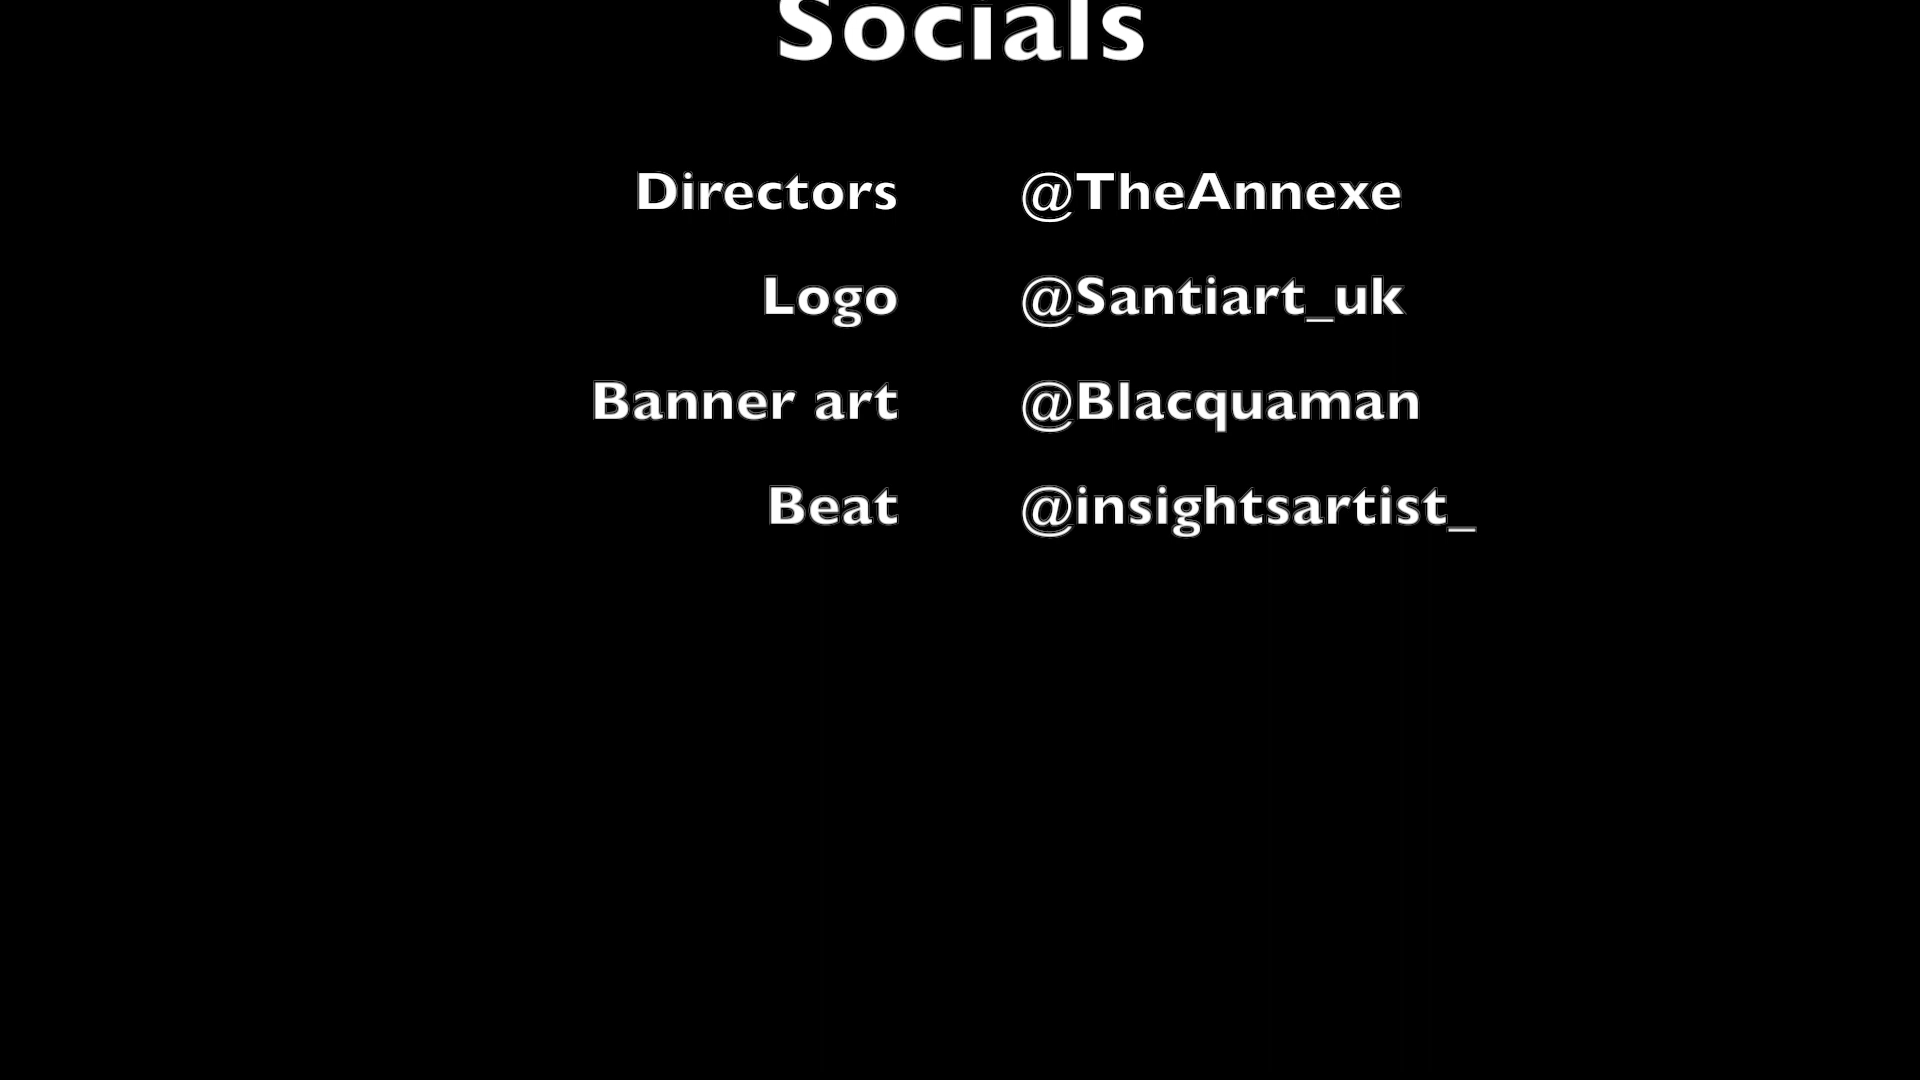 Socials
Directors @TheAnnexe
Logo @Santiart_uk
Banner art @Blacquaman
Beat @insightsartist_